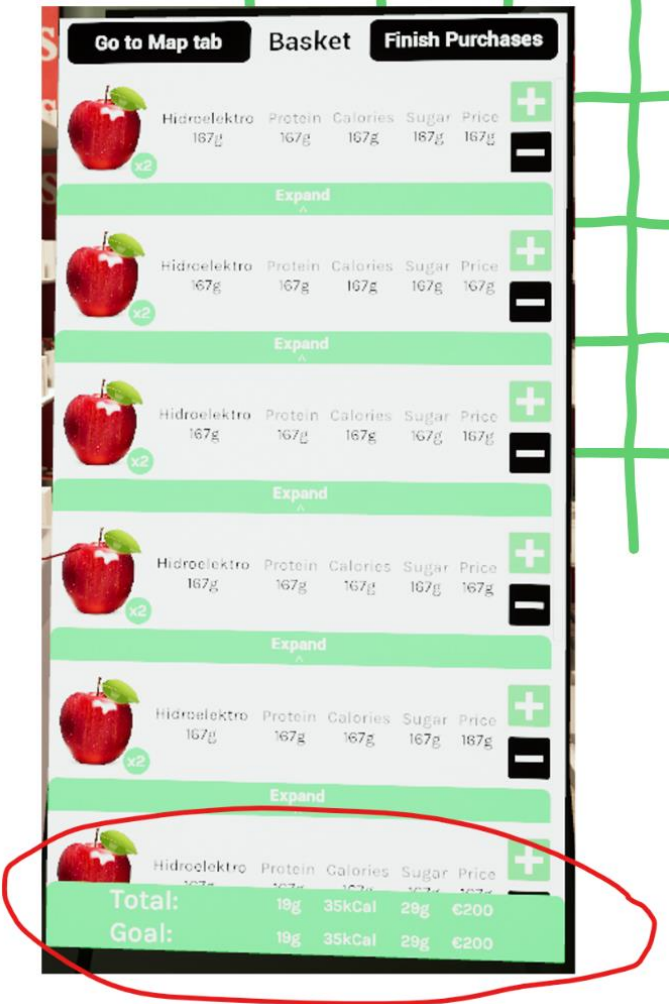 Go to Map tab Basket Finish Purchases
Hidroelektro Protein Calories Sugar Price
167g 167g 167g 167g 167g
x2
Expand
Hidroelektro Protein Calories Sugar Price
167g 167g 167g 167g 167g
x2
Expand
Hidroelektro Protein Calories Sugar Price
167g 167g 167g 167g 167g
x2
Expand
Hidroelektro Protein Calories Sugar Price
167g 167g 167g 167g 167g
x2
Expand
Hidroelektro Protein Calories Sugar Price
167g 167g 167g 167g 167g
x2
Expand
Hidroelektro Protein Calories Sugar Price
Total: 19g 35kCal 29g €200
Goal: 19g 35kCal 29g €200